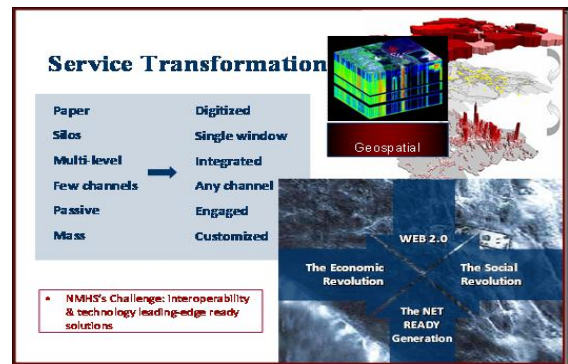 Service Transformation
Paper Digitized
Silos Single window
Multi-level Integrated
Few channels Any channel
Passive Engaged
Mass Customized
• NMHS's Challenge: Interoperability
& technology leading-edge ready
solutions
Geospatial
WEB 2.0
The Economic
Revolution
The Social
Revolution
The NET
READY
Generation